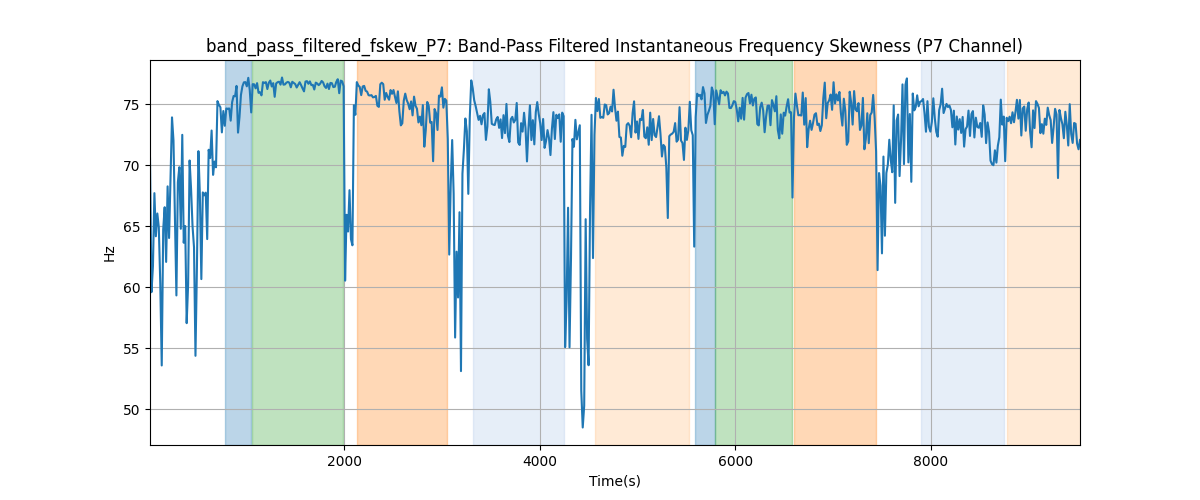 band_pass_filtered_fskew_P7: Band-Pass Filtered Instantaneous Frequency Skewness (P7 Channel)
75
70
65
60
55
50
Hz
2000 4000 6000 8000
Time(s)